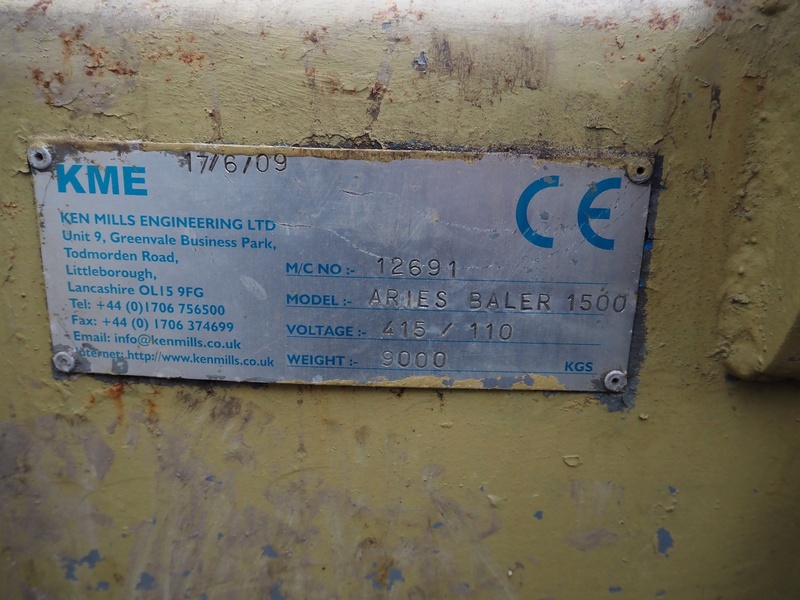 17/6/09
KME
CE
KEN MILLS ENGINEERING LTD
Unit 9, Greenvale Business Park,
Todmorden Road,
Littleborough,
Lancashire OL15 9FG
Tel: +44 (0)1706 756500
Fax: +44 (0) 1706 374699
Email: info@kenmills.co.uk
Internet: http://www.kenmills.co.uk
M/C NO :- 12691
MODEL :- ARIES BALER 1500
VOLTAGE :- 415 / 110
WEIGHT :- 9000 KGS